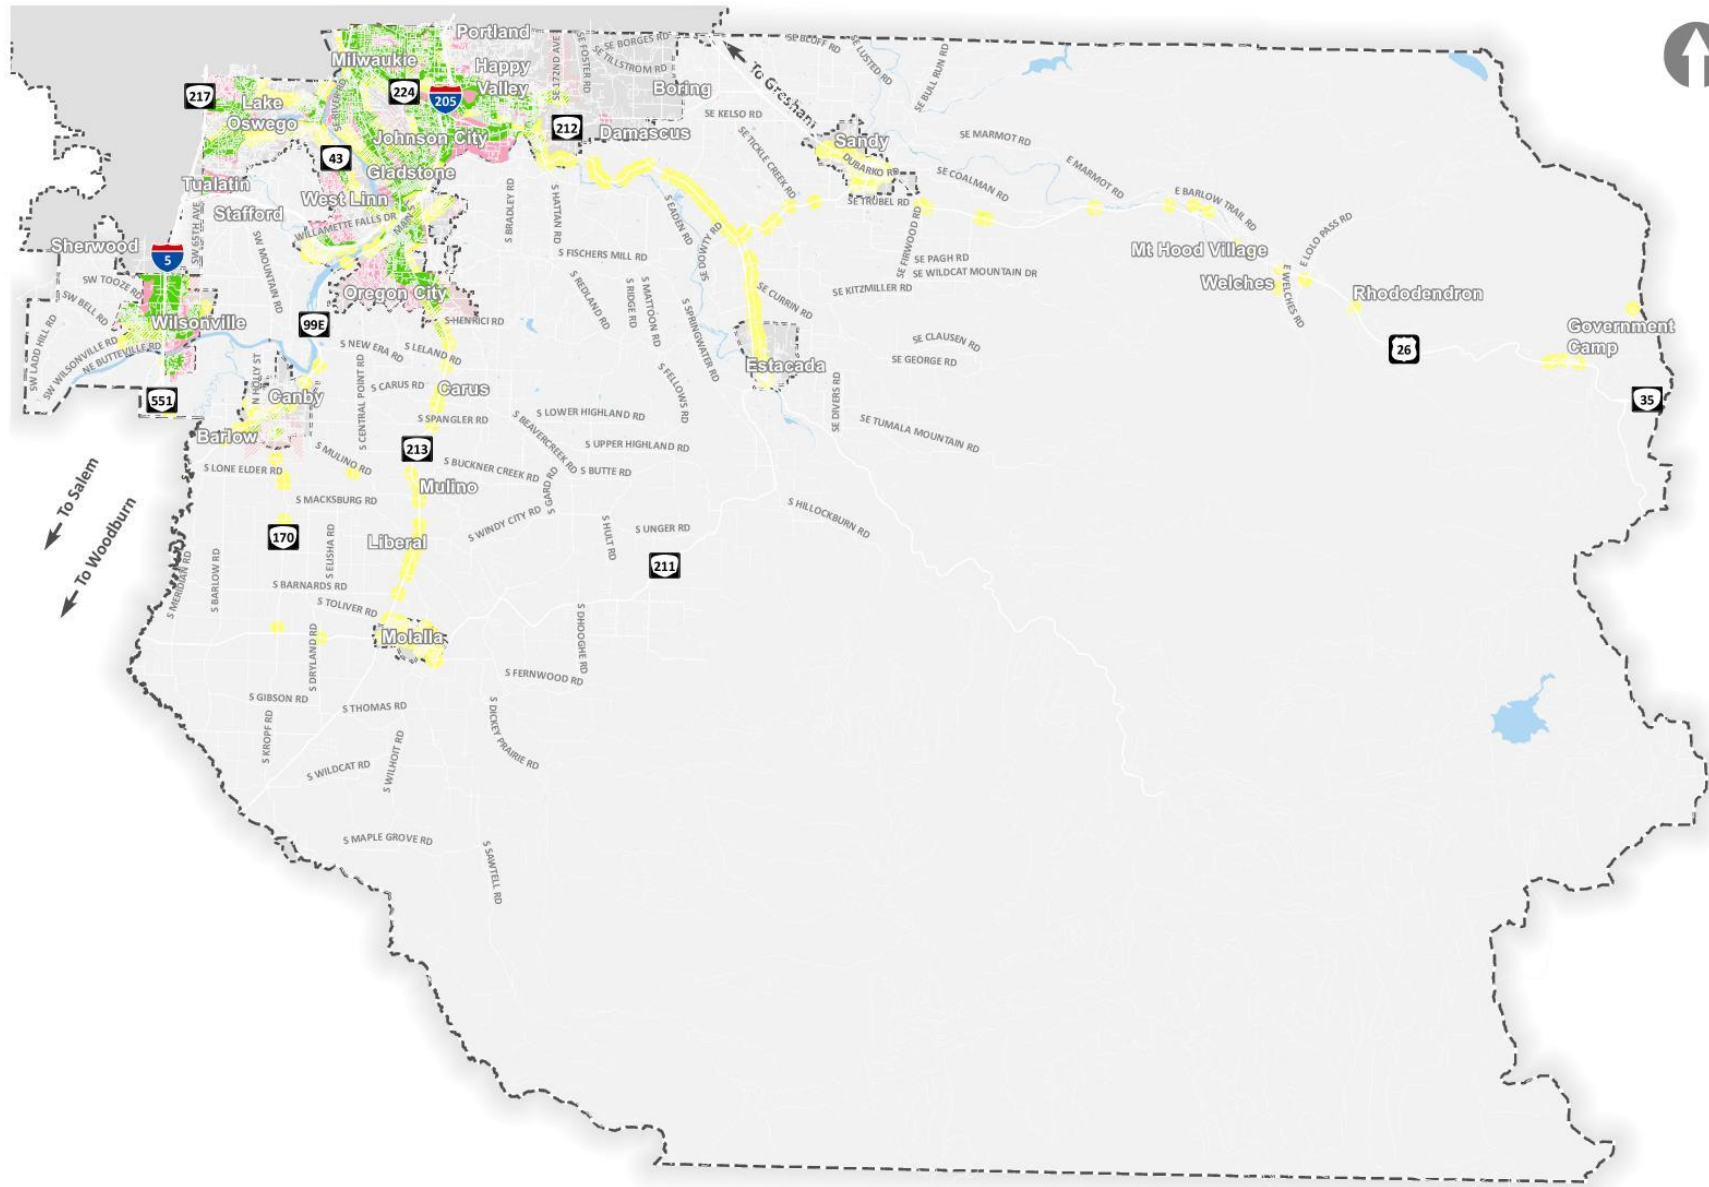 Portland
SE BORGES RD
SE TILLSTROM RD
SE FOSTER RD
SE 172ND AVE
SE BLUFF RD
SE LUSTED RD
SE BULL RUN RD
Milwaukie
Happy
Valley
To Gresham
217
224
205
Boring
Lake
Oswego
SE RIVER RD
SE KELSO RD
212
Damascus
Johnson City
Sandy
SE MARMOT RD
SE TICKLE CREEK RD
43
DUBARKO RD
E MARMOT RD
Gladstone
SE COALMAN RD
Tualatin
West Linn
E BARLOW TRAIL RD
SE TRUBEL RD
Stafford
WILLAMETTE FALLS DR
MAIN S
S BRADLEY RD
S HATTAN RD
S EADEN RD
SE DOWTY RD
SE FIRWOOD RD
E LOLO PASS RD
SW 65TH AVE
Sherwood
5
SW MOUNTAIN RD
S FISCHERS MILL RD
SE PAGH RD
SE WILDCAT MOUNTAIN DR
Mt Hood Village
Welches
E WELCHES RD
SW TOOZE RD
SW BELL RD
Oregon City
S REDLAND RD
S RIDGE RD
S MATTOON RD
SE CURRIN RD
SE KITZMILLER RD
Rhododendron
SW LADD HILL RD
SW WILSONVILLE RD
Wilsonville
99E
S HENRICI RD
S SPRINGWATER RD
Government
Camp
NE BUTTEVILLE RD
S NEW ERA RD
S LELAND RD
SE CLAUSEN RD
SE GEORGE RD
26
Estacada
551
N HOLLY ST
Canby
S CENTRAL POINT RD
S CARUS RD
Carus
S FELLOWS RD
SE DIVERS RD
35
S SPANGLER RD
S LOWER HIGHLAND RD
SE TUMALA MOUNTAIN RD
Barlow
S BEAVERCREEK RD
S UPPER HIGHLAND RD
213
S MULINO RD
S LONE ELDER RD
S BUCKNER CREEK RD
S BUTTE RD
To Salem
Mulino
S GARD RD
S MACKSBURG RD
S HILLOCKBURN RD
To Woodburn
S WINDY CITY RD
S HULT RD
S UNGER RD
170
S ELISHA RD
Liberal
211
S MERIDIAN RD
S BARLOW RD
S BARNARDS RD
S TOLIVER RD
S DHOOGHE RD
Molalla
S DRYLAND RD
S FERNWOOD RD
S GIBSON RD
S THOMAS RD
S KROPF RD
S DICKEY PRAIRIE RD
S WILDCAT RD
S WILHOIT RD
S MAPLE GROVE RD
S SAWTELL RD